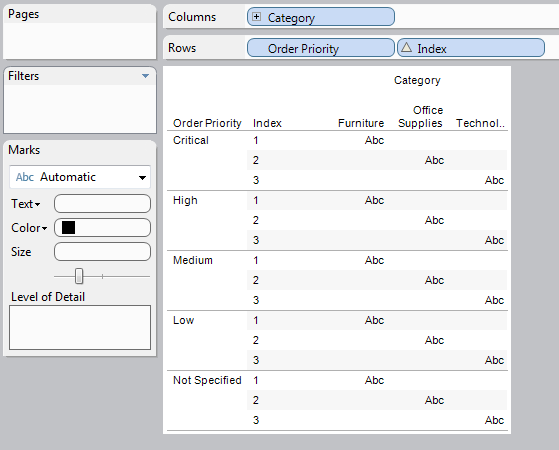 Pages
Columns
Category
Rows
Order Priority
Index
Filters
Marks
Abc Automatic
Text
Color
Size
Level of Detail
Category
Order Priority Index Furniture Office Supplies Technol..
Critical 1 Abc
2 Abc
3 Abc
High 1 Abc
2 Abc
3 Abc
Medium 1 Abc
2 Abc
3 Abc
Low 1 Abc
2 Abc
3 Abc
Not Specified 1 Abc
2 Abc
3 Abc